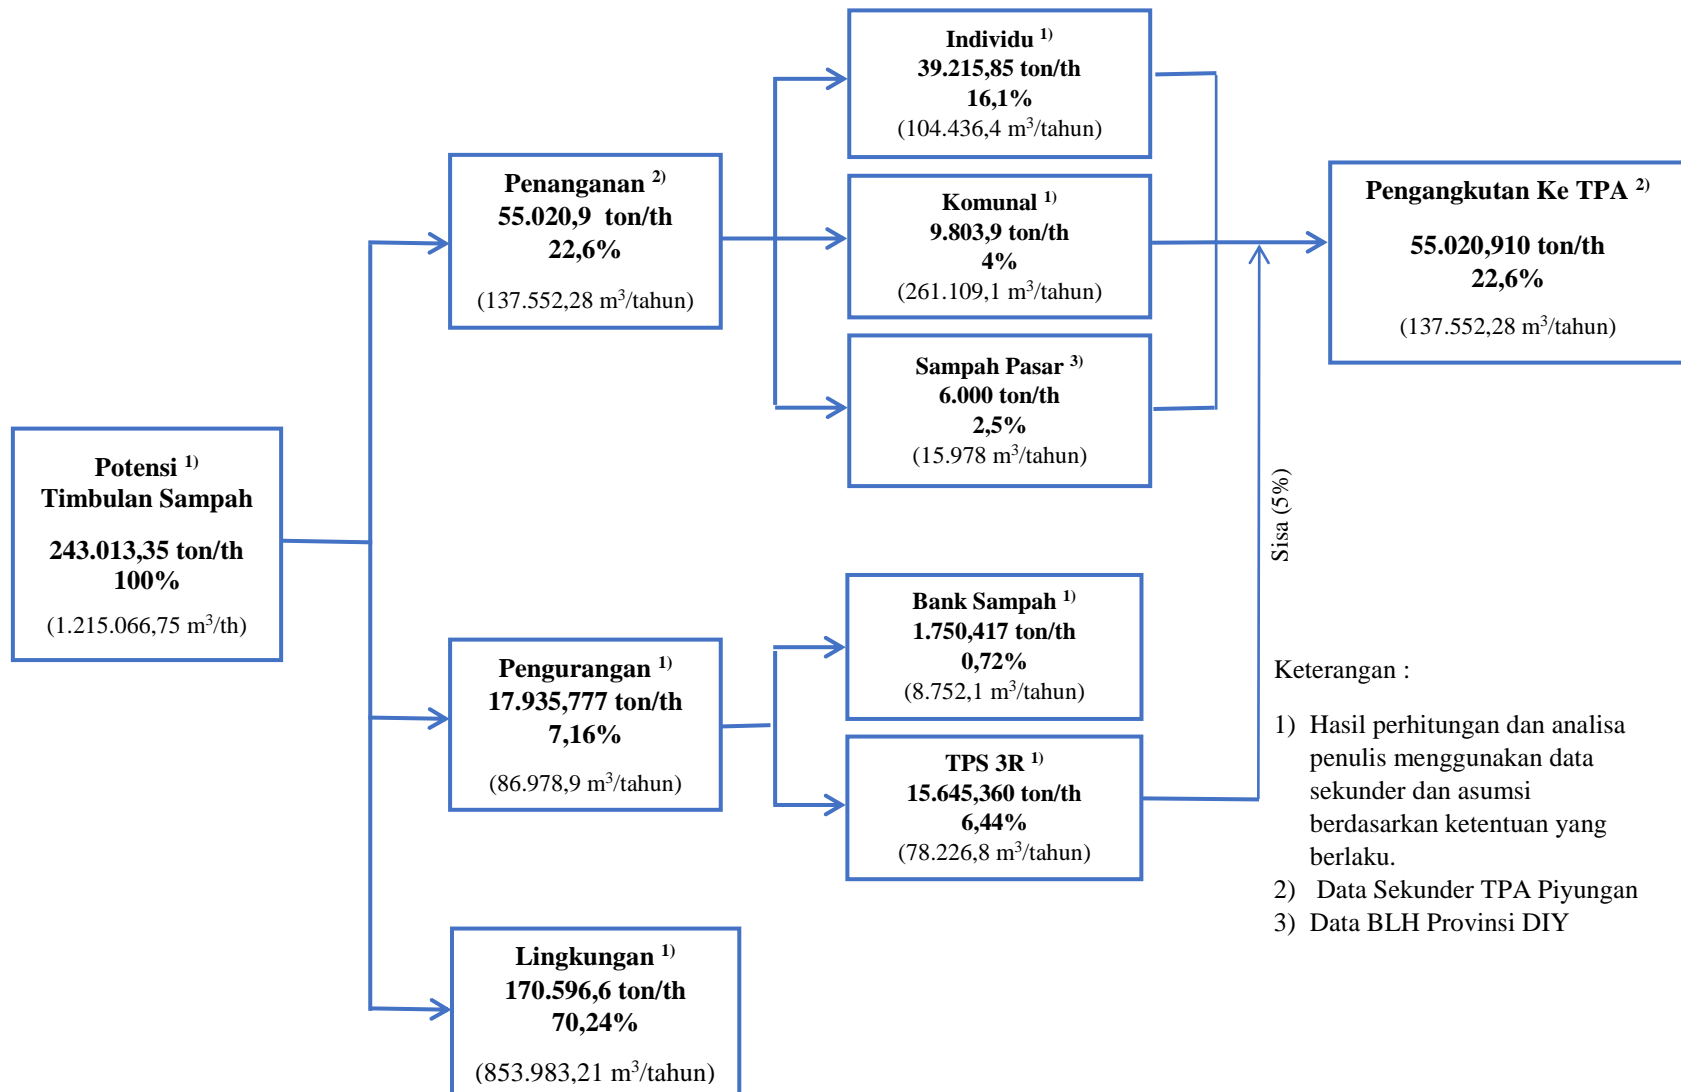 Potensi 1)
Timbulan Sampah
243.013,35 ton/th
100%
(1.215.066,75 m3/th)
Penanganan 2)
55.020,9 ton/th
22,6%
(137.552,28 m3/tahun)
Pengurangan 1)
17.935,777 ton/th
7,16%
(86.978,9 m3/tahun)
Lingkungan 1)
170.596,6 ton/th
70,24%
(853.983,21 m3/tahun)
Individu 1)
39.215,85 ton/th
16,1%
(104.436,4 m3/tahun)
Komunal 1)
9.803,9 ton/th
4%
(261.109,1 m3/tahun)
Sampah Pasar 3)
6.000 ton/th
2,5%
(15.978 m3/tahun)
Bank Sampah 1)
1.750,417 ton/th
0,72%
(8.752,1 m3/tahun)
TPS 3R 1)
15.645,360 ton/th
6,44%
(78.226,8 m3/tahun)
Sisa (5%)
Pengangkutan Ke TPA 2)
55.020,910 ton/th
22,6%
(137.552,28 m3/tahun)
Keterangan :
1) Hasil perhitungan dan analisa
penulis menggunakan data
sekunder dan asumsi
berdasarkan ketentuan yang
berlaku.
2) Data Sekunder TPA Piyungan
3) Data BLH Provinsi DIY